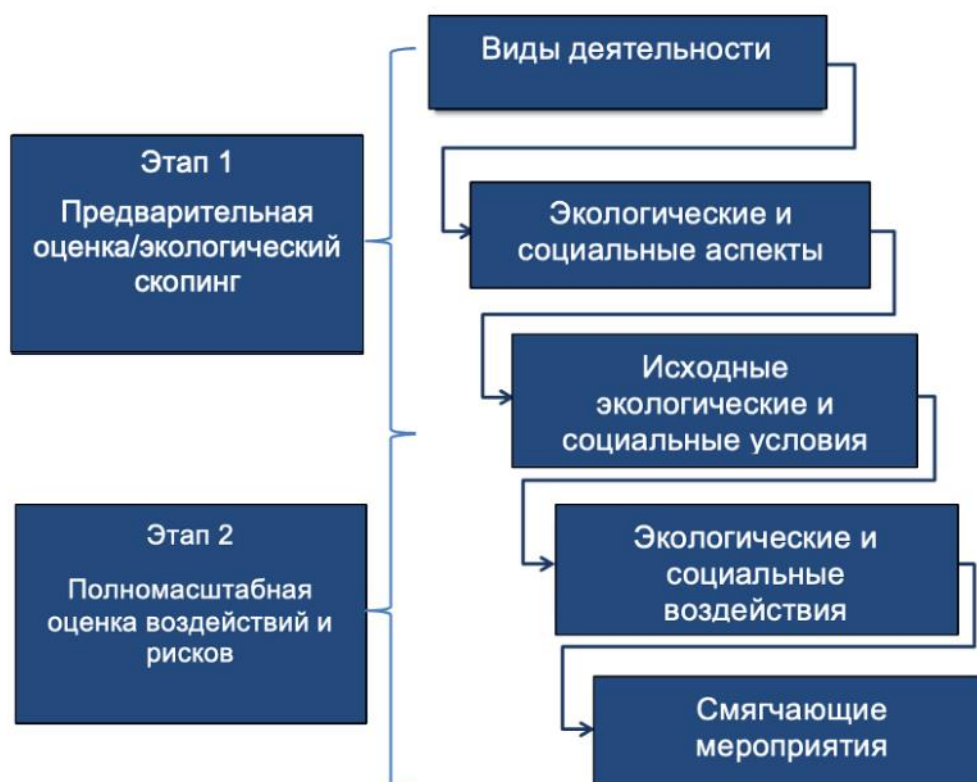 Виды деятельности
Этап 1
Предварительная
оценка/экологический
скопинг
Экологические и
социальные аспекты
Исходные
экологические и
социальные условия
Этап 2
Полномасштабная
оценка воздействий и
рисков
Экологические и
социальные
воздействия
Смягчающие
мероприятия